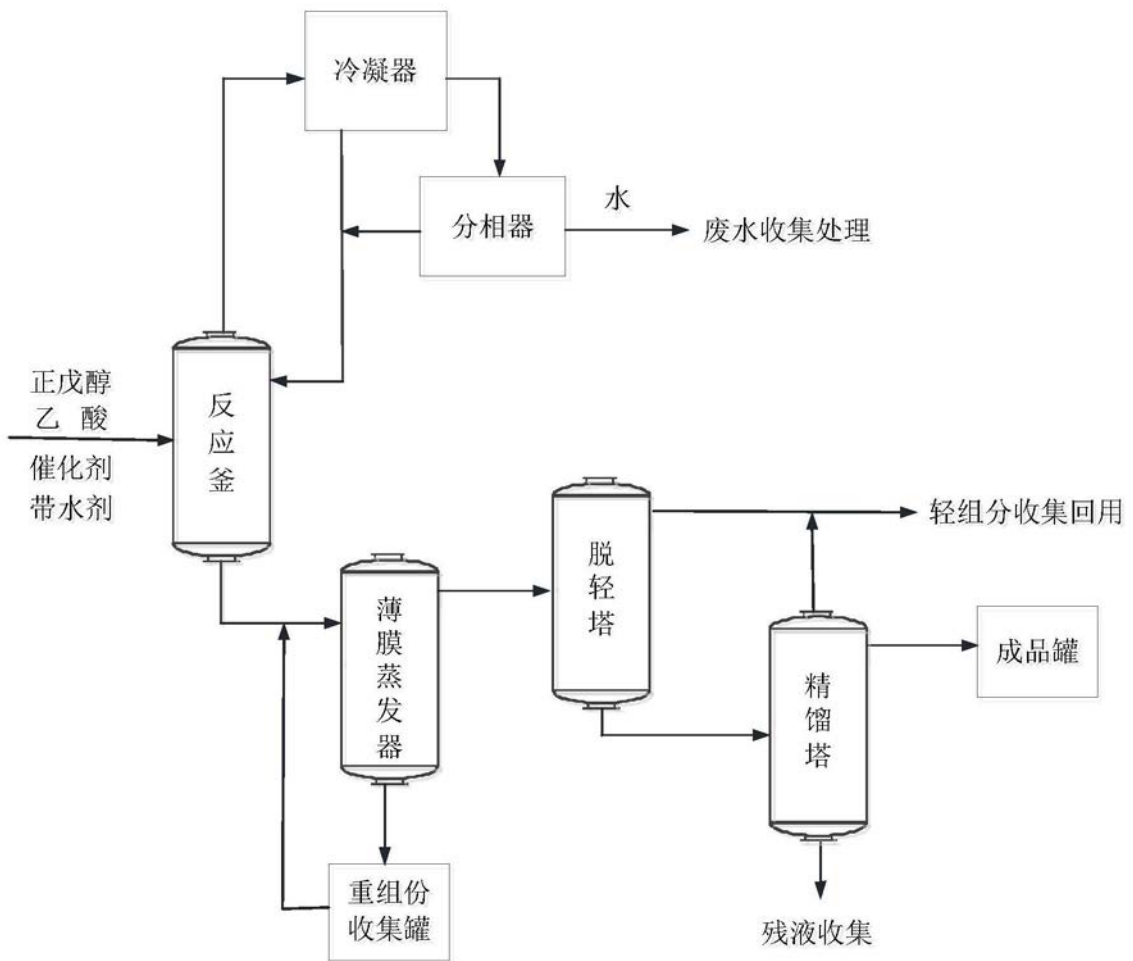 冷凝器
分相器
水
废水收集处理
正戊醇
乙 酸
催化剂
带水剂
反应釜
薄膜蒸发器
脱轻塔
轻组分收集回用
精馏塔
成品罐
重组份
收集罐
残液收集